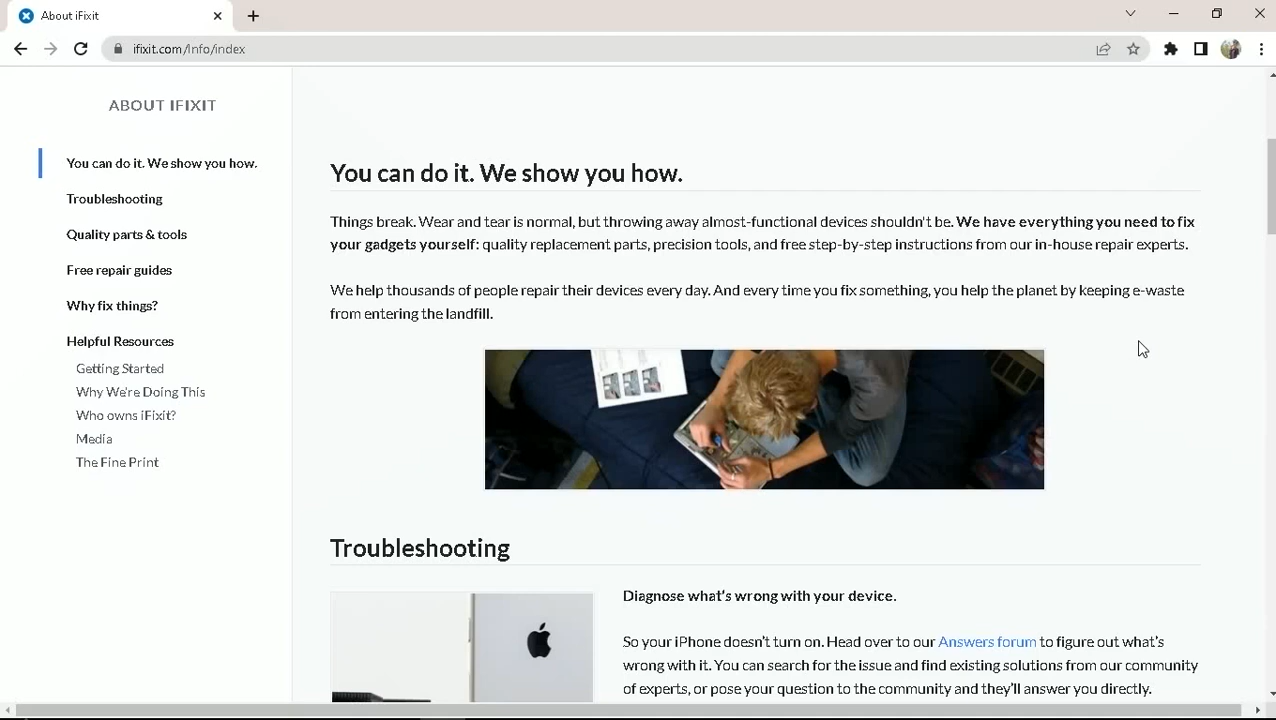 About iFixit
ifixit.com/Info/index
ABOUT IFIXIT
You can do it. We show you how.
Troubleshooting
Quality parts & tools
Free repair guides
Why fix things?
Helpful Resources
Getting Started
Why We're Doing This
Who owns iFixit?
Media
The Fine Print
You can do it. We show you how.
Things break. Wear and tear is normal, but throwing away almost-functional devices shouldn't be. We have everything you need to fix
your gadgets yourself: quality replacement parts, precision tools, and free step-by-step instructions from our in-house repair experts.
We help thousands of people repair their devices every day. And every time you fix something, you help the planet by keeping e-waste
from entering the landfill.
Troubleshooting
Diagnose what's wrong with your device.
So your iPhone doesn't turn on. Head over to our Answers forum to figure out what's
wrong with it. You can search for the issue and find existing solutions from our community
of experts, or pose your question to the community and they'll answer you directly.